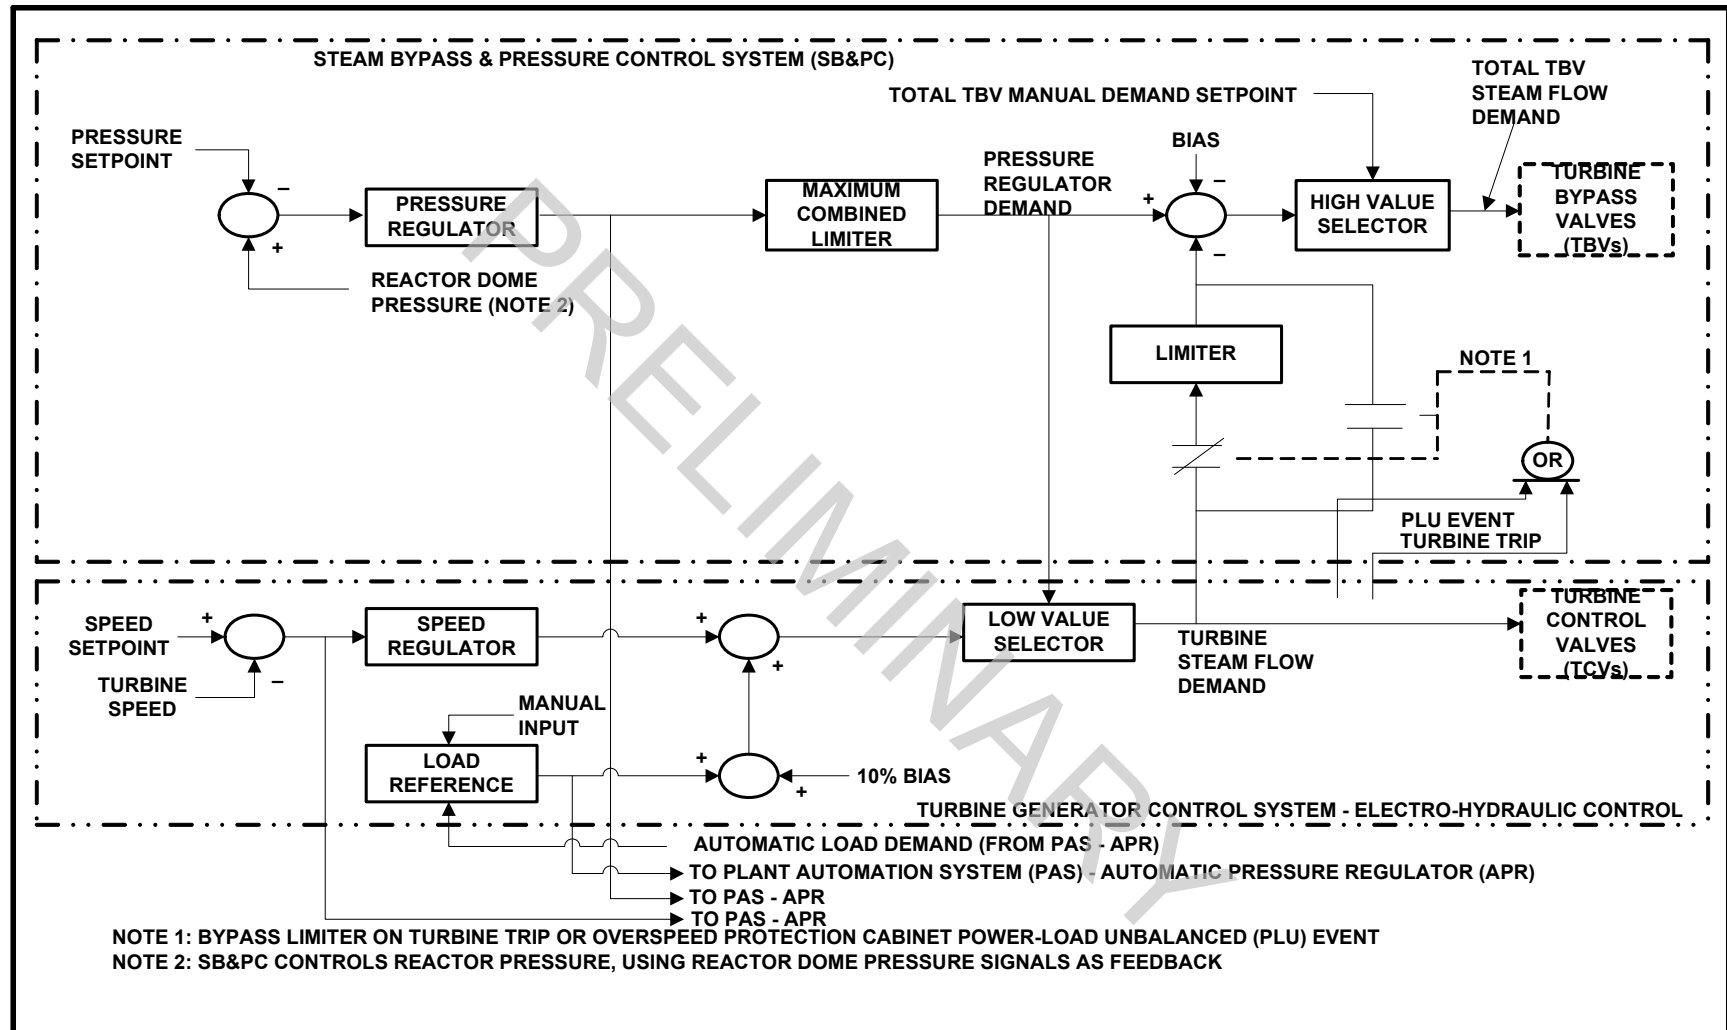 STEAM BYPASS & PRESSURE CONTROL SYSTEM (SB&PC)
TOTAL TBV
STEAM FLOW
DEMAND
TOTAL TBV MANUAL DEMAND SETPOINT
PRESSURE
SETPOINT
BIAS
PRESSURE
REGULATOR
DEMAND
–
+
PRESSURE
REGULATOR
MAXIMUM
COMBINED
LIMITER
+
–
–
HIGH VALUE
SELECTOR
TURBINE
BYPASS
VALVES
(TBVs)
REACTOR DOME
PRESSURE (NOTE 2)
LIMITER
NOTE 1
OR
PLU EVENT
TURBINE TRIP
SPEED
SETPOINT
+
–
TURBINE
SPEED
SPEED
REGULATOR
+
+
LOW VALUE
SELECTOR
TURBINE
STEAM FLOW
DEMAND
TURBINE
CONTROL
VALVES
(TCVs)
MANUAL
INPUT
LOAD
REFERENCE
+
+
10% BIAS
TURBINE GENERATOR CONTROL SYSTEM - ELECTRO-HYDRAULIC CONTROL
AUTOMATIC LOAD DEMAND (FROM PAS - APR)
TO PLANT AUTOMATION SYSTEM (PAS) - AUTOMATIC PRESSURE REGULATOR (APR)
TO PAS - APR
TO PAS - APR
NOTE 1: BYPASS LIMITER ON TURBINE TRIP OR OVERSPEED PROTECTION CABINET POWER-LOAD UNBALANCED (PLU) EVENT
NOTE 2: SB&PC CONTROLS REACTOR PRESSURE, USING REACTOR DOME PRESSURE SIGNALS AS FEEDBACK
PRELIMINARY